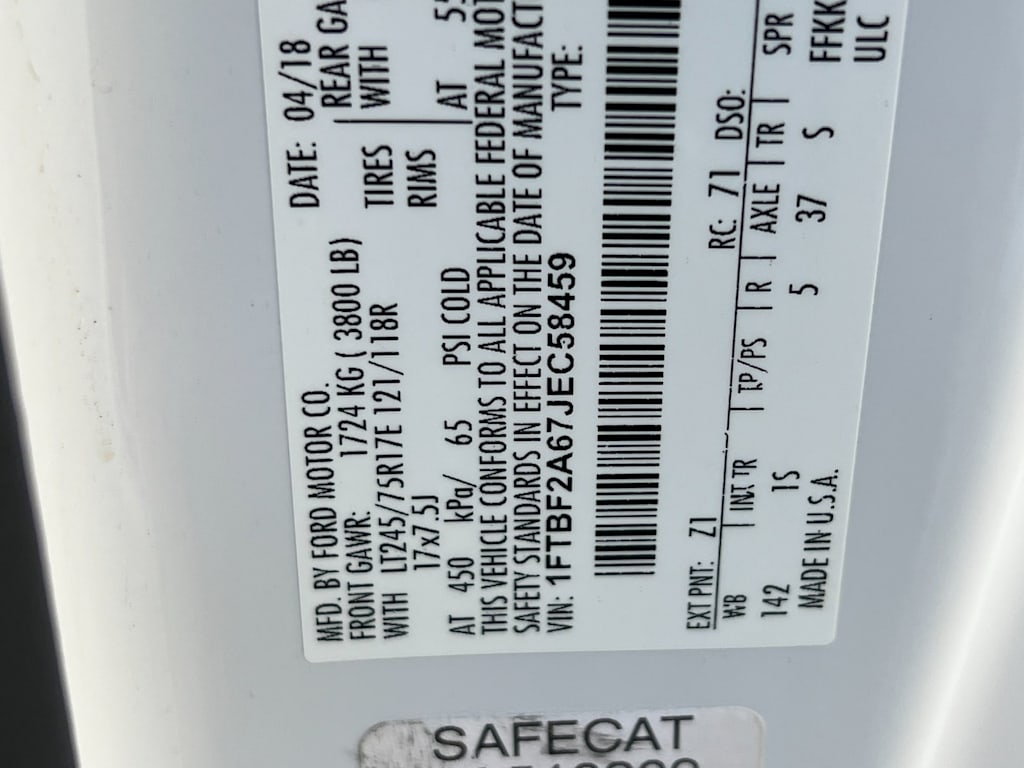 MFD. BY FORD MOTOR CO.
DATE: 04/18
FRONT GAWR: 1724 KG ( 3800 LB)
REAR GA
WITH LT245/75R17E 121/118R
TIRES
WITH
17x7.5J
RIMS
AT 450 kPa/ 65 PSI COLD
AT 55
THIS VEHICLE CONFORMS TO ALL APPLICABLE FEDERAL MOT
SAFETY STANDARDS IN EFFECT ON THE DATE OF MANUFACT
VIN: 1FTBF2A67JEC58459
TYPE:
EXT PNT: Z1 RC: 71 DSO:
WB INT TR TP/PS R AXLE TR SPR
142 1S 5 37 S FFKK
MADE IN U.S.A. ULC
SAFECAT